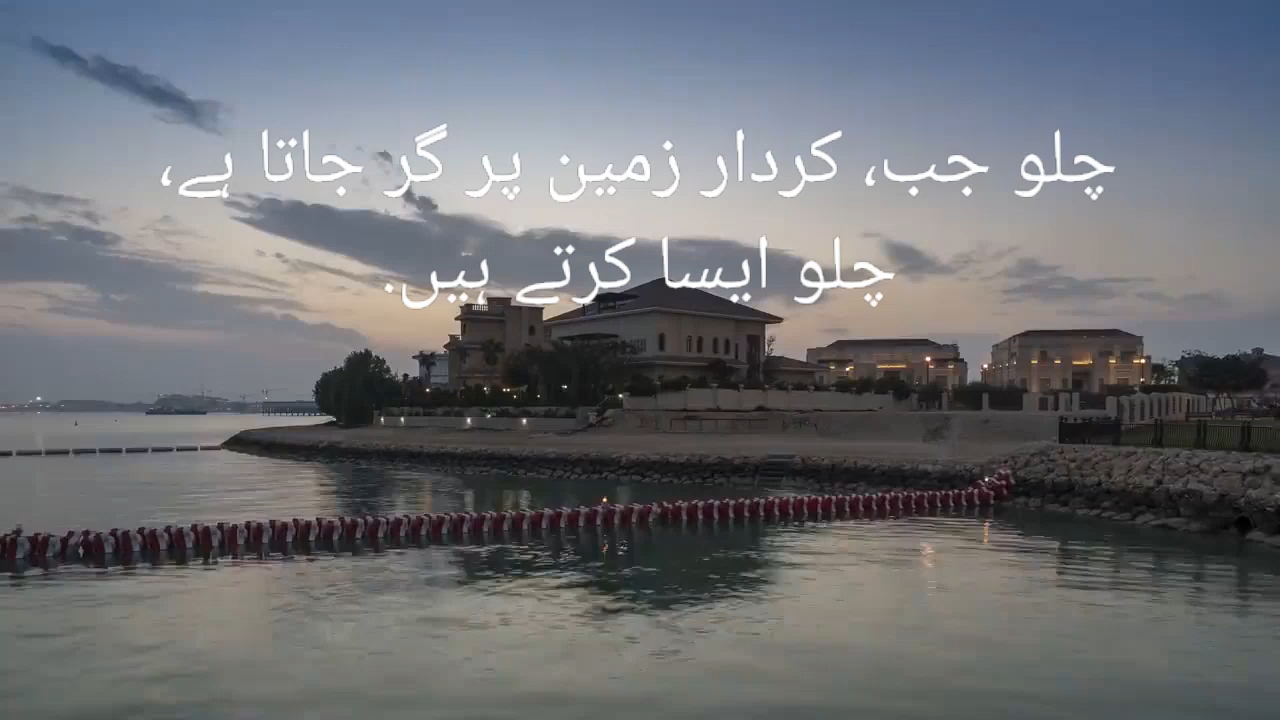 چلو جب، کردار زمین پر گر جاتا ہے،
چلو ایسا کرتے ہیں.